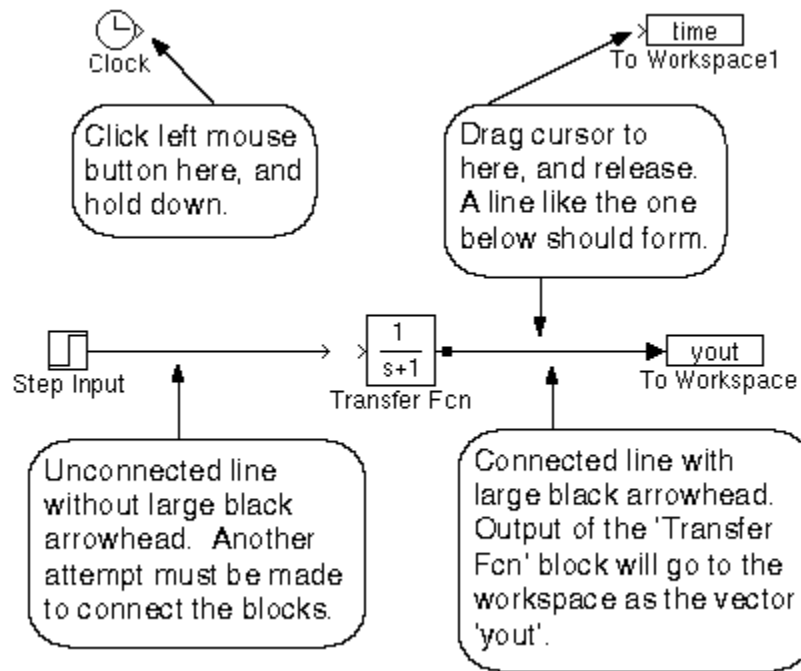 Clock
time
To Workspace1
Click left mouse
button here, and
hold down.
Drag cursor to
here, and release.
A line like the one
below should form.
Step Input
1
s+1
Transfer Fcn
yout
To Workspace
Unconnected line
without large black
arrowhead.  Another
attempt must be made
to connect the blocks.
Connected line with
large black arrowhead.
Output of the 'Transfer
Fcn' block will go to the
workspace as the vector
'yout'.